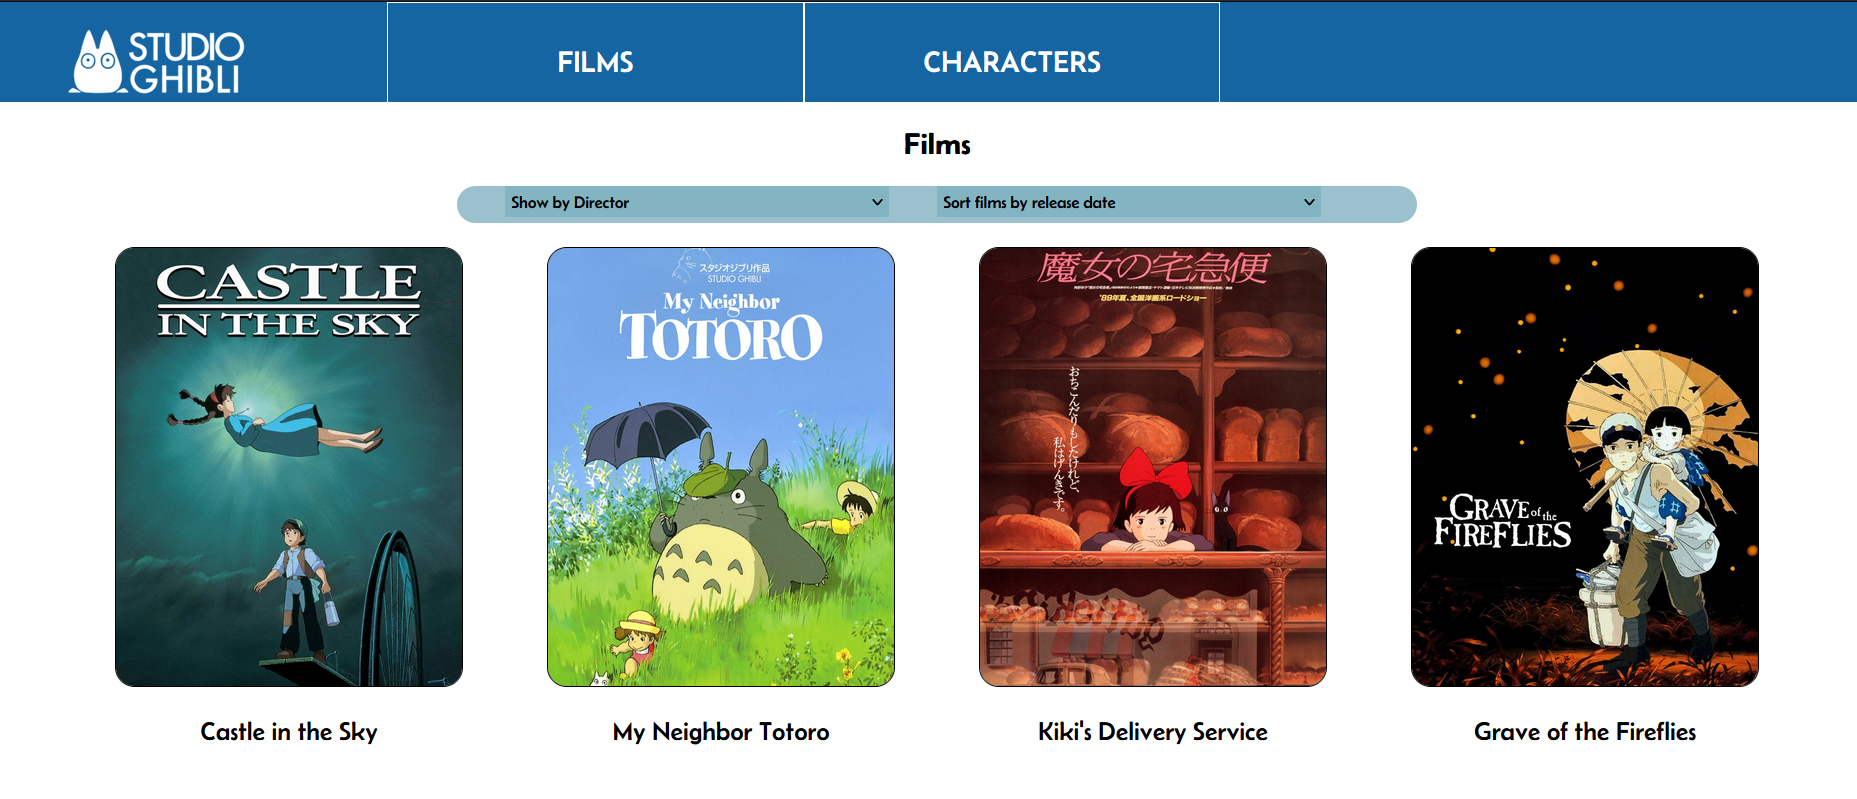 STUDIO
GHIBLI
FILMS
CHARACTERS
Films
Show by Director
Sort films by release date
CASTLE
IN THE SKY
スタジオジブリ作品
STUDIO GHIBLI
My Neighbor
TOTORO
魔女の宅急便
'89年夏、全国洋画系ロードショー
おちこんだりもしたけれど、
私はげんきです。
GRAVE of the
FIREFLIES
Castle in the Sky
My Neighbor Totoro
Kiki's Delivery Service
Grave of the Fireflies